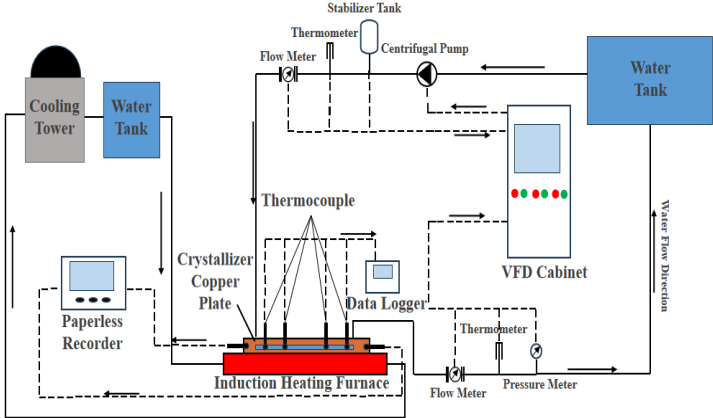 Stabilizer Tank
Thermometer
Flow Meter
Centrifugal Pump
Water
Tank
Cooling
Tower
Water
Tank
Thermocouple
Crystallizer
Copper
Plate
Data Logger
VFD Cabinet
Water Flow Direction
Paperless
Recorder
Thermometer
Induction Heating Furnace
Flow Meter
Pressure Meter